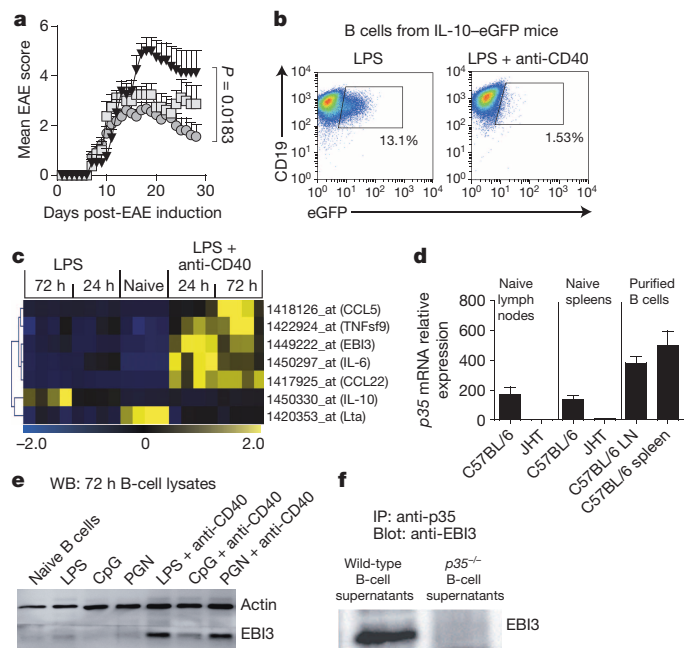 a
6
4
2
0
Mean EAE score
0
10
20
30
Days post-EAE induction
P = 0.0183
b
B cells from IL-10–eGFP mice
LPS
LPS + anti-CD40
10⁴
10³
10²
10¹
10⁰
13.1%
10⁰ 10¹ 10² 10³ 10⁴
10⁴
10³
10²
10¹
10⁰
1.53%
10⁰ 10¹ 10² 10³ 10⁴
CD19
eGFP
c
LPS
LPS +
anti-CD40
72 h
24 h
Naive
24 h
72 h
1418126_at (CCL5)
1422924_at (TNFsf9)
1449222_at (EBI3)
1450297_at (IL-6)
1417925_at (CCL22)
1450330_at (IL-10)
1420353_at (Lta)
−2.0
0
2.0
d
Naive
lymph
nodes
Naive
spleens
Purified
B cells
800
600
400
200
0
p35 mRNA relative
expression
C57BL/6
JHT
C57BL/6
JHT
C57BL/6 LN
C57BL/6 spleen
e
WB: 72 h B-cell lysates
Naive B cells
LPS
CpG
PGN
LPS + anti-CD40
CpG + anti-CD40
PGN + anti-CD40
Actin
EBI3
f
IP: anti-p35
Blot: anti-EBI3
Wild-type
B-cell
supernatants
p35⁻/⁻
B-cell
supernatants
EBI3